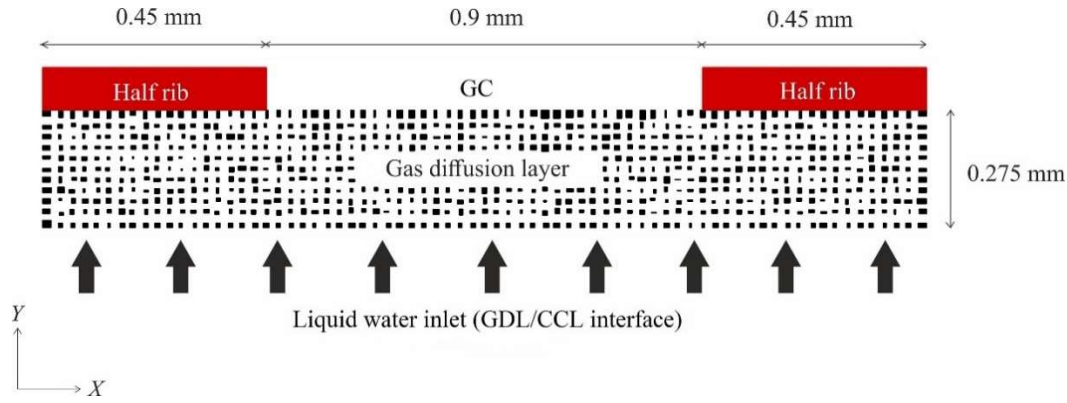 0.45 mm
0.9 mm
0.45 mm
Half rib
GC
Half rib
Gas diffusion layer
0.275 mm
Liquid water inlet (GDL/CCL interface)
Y
X